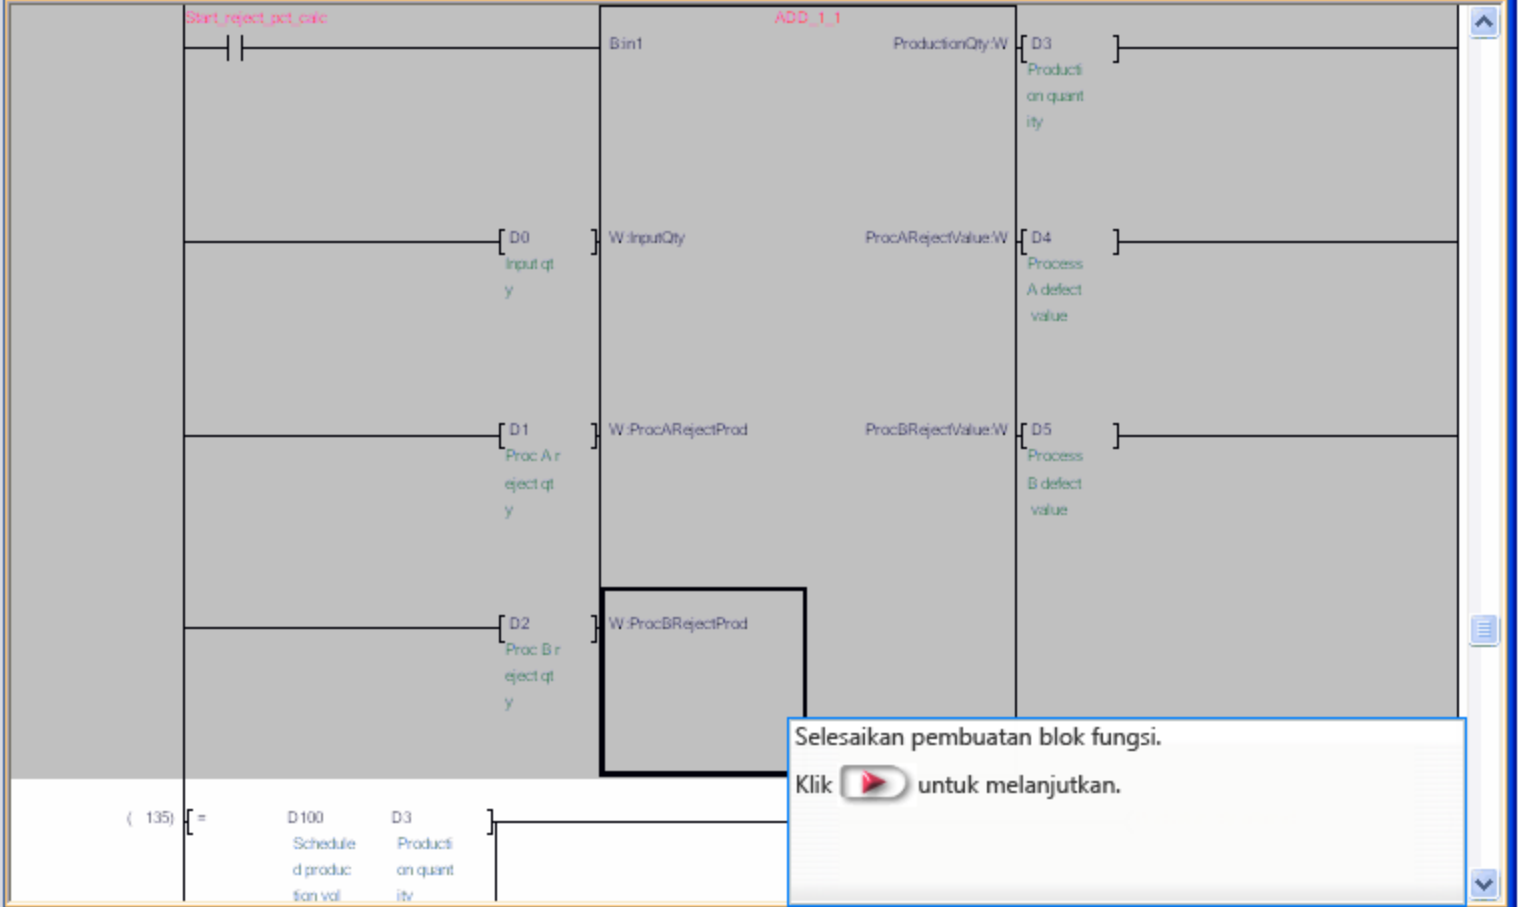 Start_reject_pct_calc
ADD_1_1
B:in1
ProductionQty:W
D3
Producti
on quant
ity
D0
Input qt
y
W:InputQty
ProcARejectValue:W
D4
Process
A defect
value
D1
Proc A r
eject qt
y
W:ProcARejectProd
ProcBRejectValue:W
D5
Process
B defect
value
D2
Proc B r
eject qt
y
W:ProcBRejectProd
Selesaikan pembuatan blok fungsi.
Klik untuk melanjutkan.
( 135)
=
D100
D3
Schedule
d produc
tion vol
Producti
on quant
ity